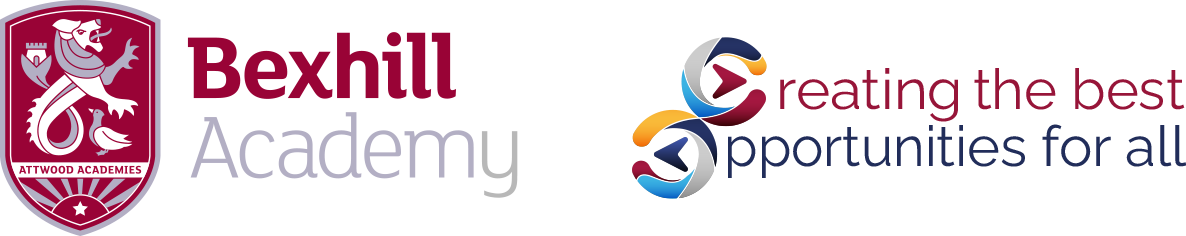 Bexhill
Academy
ATTWOOD ACADEMIES
Creating the best
Opportunities for all